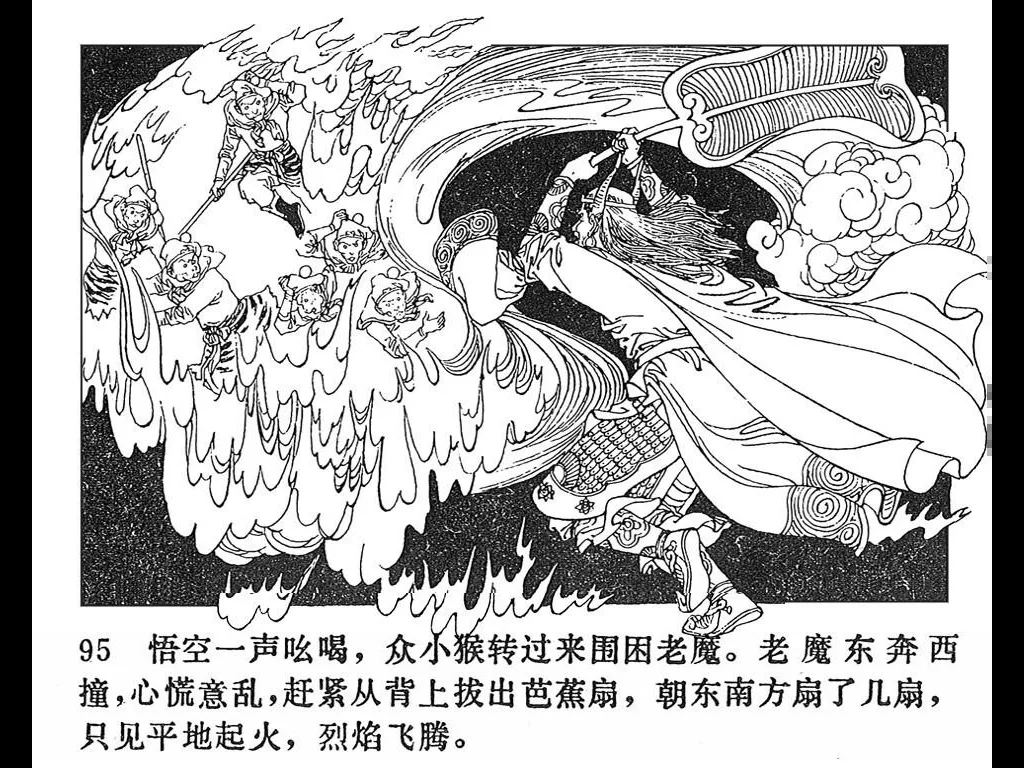 95 悟空一声吆喝，众小猴转过来围困老魔。老魔东奔西
撞，心慌意乱，赶紧从背上拔出芭蕉扇，朝东南方扇了几扇，
只见平地起火，烈焰飞腾。